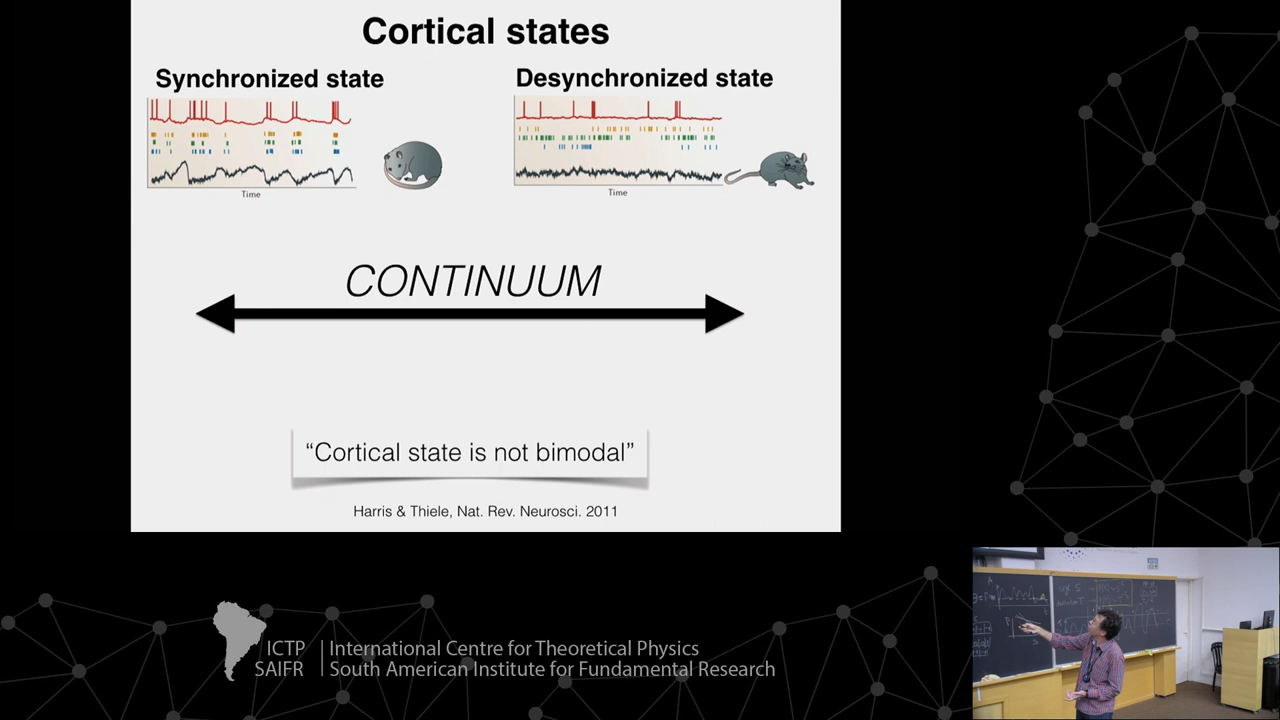 Cortical states
Synchronized state
Desynchronized state
Time
Time
CONTINUUM
“Cortical state is not bimodal”
Harris & Thiele, Nat. Rev. Neurosci. 2011
ICTP
SAIFR
International Centre for Theoretical Physics
South American Institute for Fundamental Research